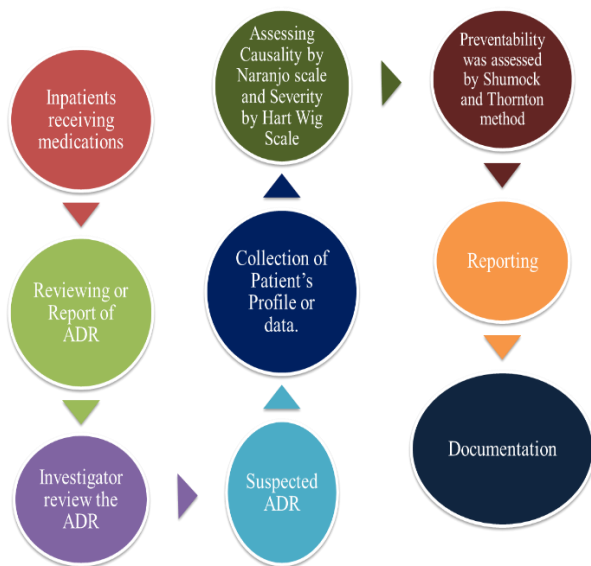 Inpatients
receiving
medications
Reviewing or
Report of
ADR
Investigator
review the
ADR
Suspected
ADR
Collection of
Patient’s
Profile or
data.
Assessing
Causality by
Naranjo scale
and Severity
by Hart Wig
Scale
Preventability
was assessed
by Shumock
and Thornton
method
Reporting
Documentation